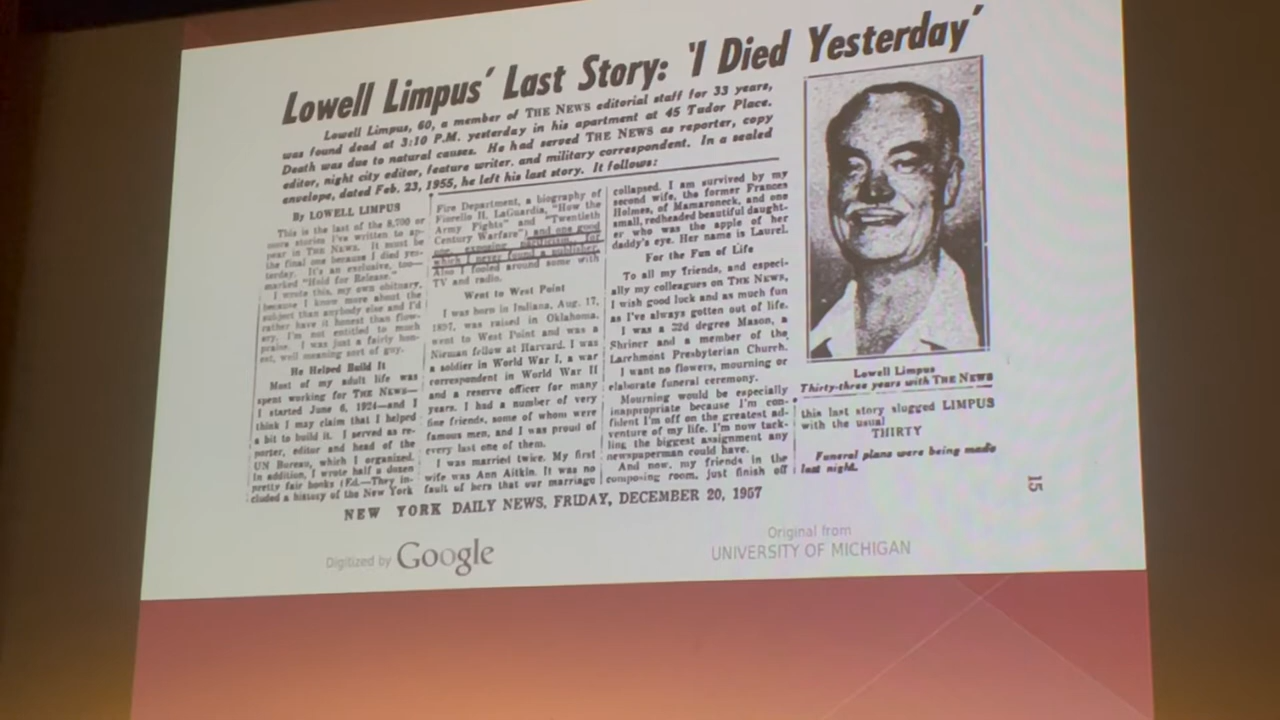 Lowell Limpus' Last Story: 'I Died Yesterday'
Lowell Limpus, 60, a member of THE NEWS editorial staff for 33 years,
was found dead at 3:10 P.M. yesterday in his apartment at 45 Tudor Place.
Death was due to natural causes. He had served THE NEWS as reporter, copy
editor, night city editor, feature writer, and military correspondent. In a sealed
envelope, dated Feb. 23, 1955, he left his last story. It follows:
By LOWELL LIMPUS
This is the last of the 8,700 or
more stories I've written to ap-
pear in THE NEWS. It must be
the final one because I died yes-
terday. It's an exclusive, too—
marked "Hold for Release."
I wrote this, my own obituary,
because I know more about the
subject than anybody else and I'd
rather have it honest than flow-
ery. I'm not entitled to much
praise. I was just a fairly hon-
est, well meaning sort of guy.
He Helped Build It
Most of my adult life was
spent working for THE NEWS—
I started June 6, 1924—and I
think I may claim that I helped
a bit to build it. I served as re-
porter, editor and head of the
UN Bureau, which I organized.
In addition, I wrote half a dozen
pretty fair books (Ed.—They in-
cluded a history of the New York
Fire Department, a biography of
Fiorello H. LaGuardia, "How the
Army Fights" and "Twentieth
Century Warfare") and one good
one, exposing pacifism, for
which I never found a publisher.
Also I fooled around some with
TV and radio.
Went to West Point
I was born in Indiana, Aug. 17,
1897, was raised in Oklahoma,
went to West Point and was a
Nieman fellow at Harvard. I was
a soldier in World War I, a war
correspondent in World War II
and a reserve officer for many
years. I had a number of very
fine friends, some of whom were
famous men, and I was proud of
every last one of them.
I was married twice. My first
wife was Ann Aitkin. It was no
fault of hers that our marriage
collapsed. I am survived by my
second wife, the former Frances
Holmes, of Mamaroneck, and one
small, redheaded beautiful daught-
er who was the apple of her
daddy's eye. Her name is Laurel.
For the Fun of Life
To all my friends, and especi-
ally my colleagues on THE NEWS,
I wish good luck and as much fun
as I've always gotten out of life.
I was a 32d degree Mason, a
Shriner and a member of the
Larchmont Presbyterian Church.
I want no flowers, mourning or
elaborate funeral ceremony.
Mourning would be especially
inappropriate because I'm con-
fident I'm off on the greatest ad-
venture of my life. I'm now tack-
ling the biggest assignment any
newspaperman could have.
And now, my friends in the
composing room, just finish off
Lowell Limpus
Thirty-three years with THE NEWS
this last story slugged LIMPUS
with the usual
THIRTY
Funeral plans were being made
last night.
NEW YORK DAILY NEWS, FRIDAY, DECEMBER 20, 1957
15
Digitized by Google
Original from
UNIVERSITY OF MICHIGAN